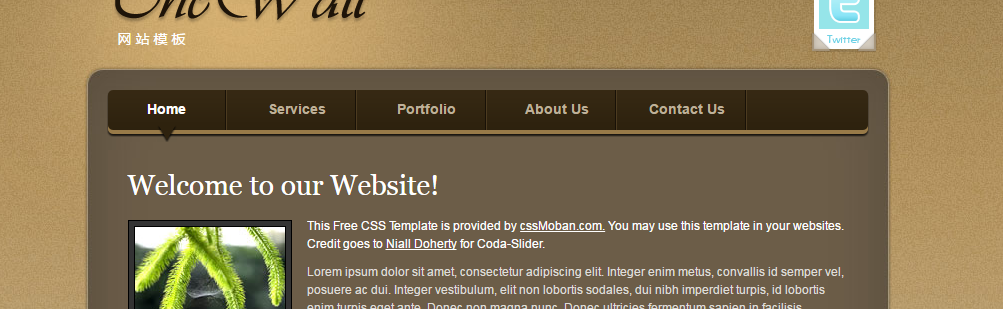 One Wall
网站模板
Twitter
Home Services Portfolio About Us Contact Us
Welcome to our Website!
This Free CSS Template is provided by cssMoban.com. You may use this template in your websites.
Credit goes to Niall Doherty for Coda-Slider.
Lorem ipsum dolor sit amet, consectetur adipiscing elit. Integer enim metus, convallis id semper vel,
posuere ac dui. Integer vestibulum, elit non lobortis sodales, dui nibh imperdiet turpis, id lobortis
enim turpis eget ante. Donec non magna nunc. Donec ultricies fermentum sapien in facilisis.